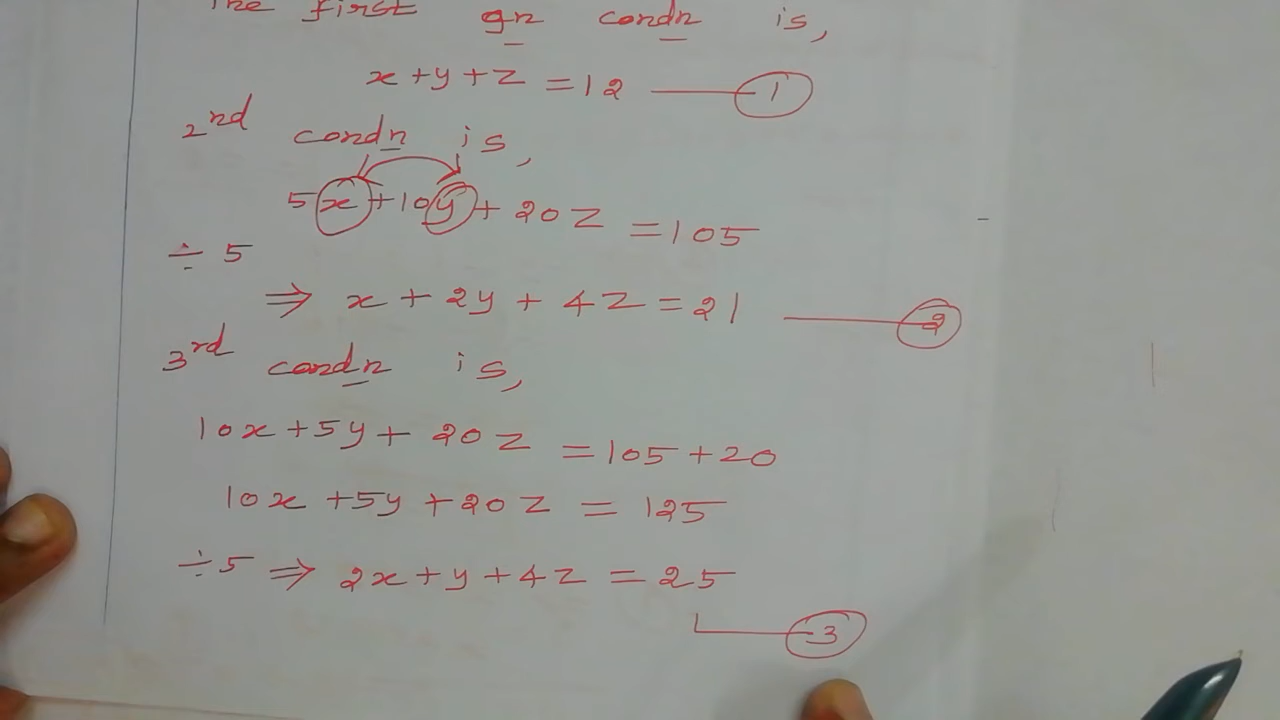 The first gn condn is,
x + y + z = 12 —— 1
2nd condn is,
5x + 10y + 20z = 105
÷ 5
⇒ x + 2y + 4z = 21 —— 2
3rd condn is,
10x + 5y + 20z = 105 + 20
10x + 5y + 20z = 125
÷ 5 ⇒ 2x + y + 4z = 25
—— 3